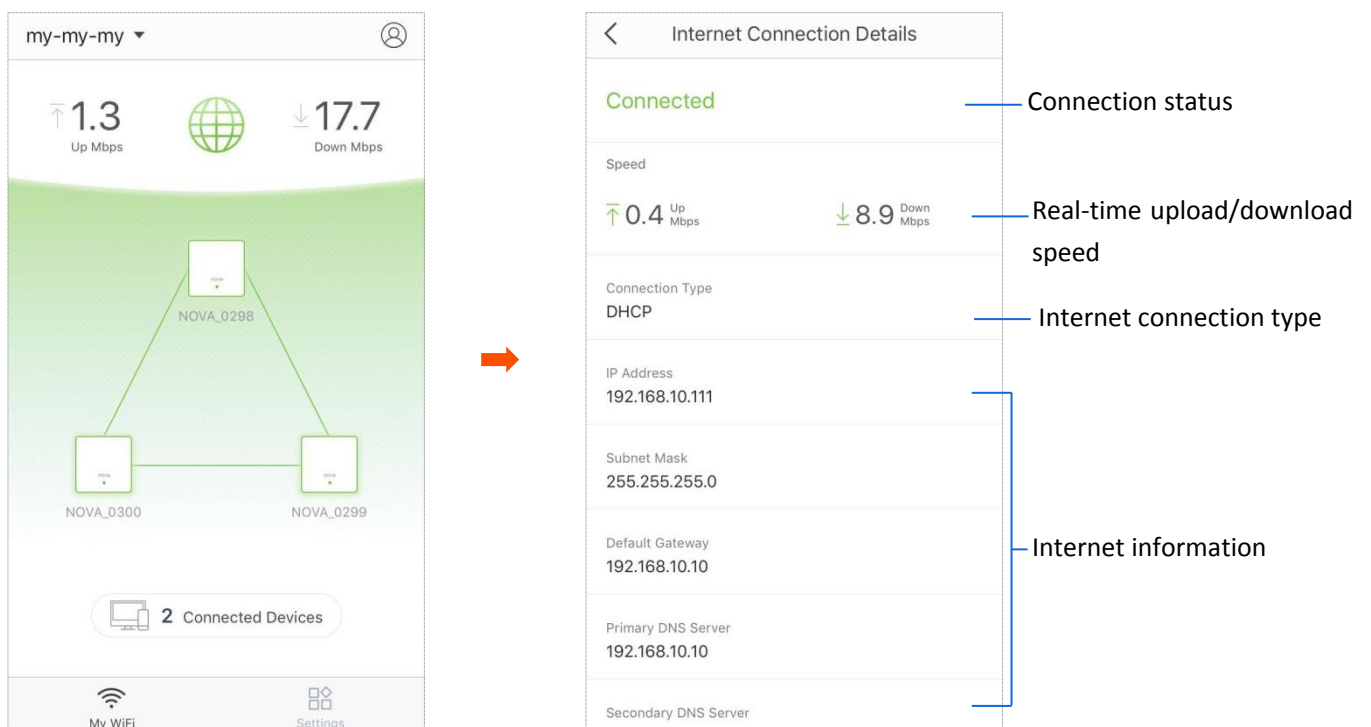 my-my-my
1.3
Up Mbps
17.7
Down Mbps
nova
NOVA_0298
nova
NOVA_0300
nova
NOVA_0299
2 Connected Devices
My WiFi
Settings
Internet Connection Details
Connected
Speed
0.4 Up Mbps
8.9 Down Mbps
Connection Type
DHCP
IP Address
192.168.10.111
Subnet Mask
255.255.255.0
Default Gateway
192.168.10.10
Primary DNS Server
192.168.10.10
Secondary DNS Server
Connection status
Real-time upload/download
speed
Internet connection type
Internet information